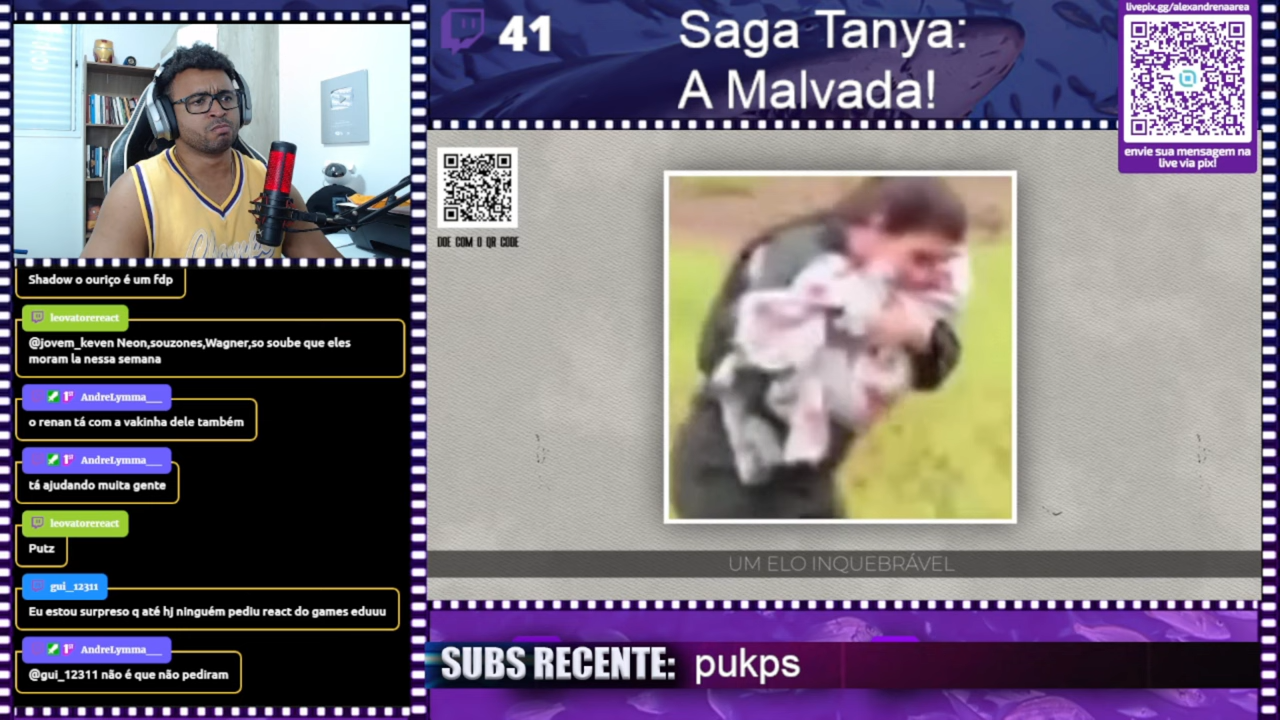 41
Saga Tanya:
A Malvada!
livepix.gg/alexandrenaarea
envie sua mensagem na
live via pix!
DOE COM O QR CODE
UM ELO INQUEBRÁVEL
Shadow o ouriço é um fdp
leovatorereact
@jovem_keven Neon,souzones,Wagner,so soube que eles
moram la nessa semana
AndreLymma__
o renan tá com a vakinha dele também
AndreLymma__
tá ajudando muita gente
leovatorereact
Putz
gui_12311
Eu estou surpreso q até hj ninguém pediu react do games eduuu
AndreLymma__
@gui_12311 não é que não pediram
SUBS RECENTE: pukps